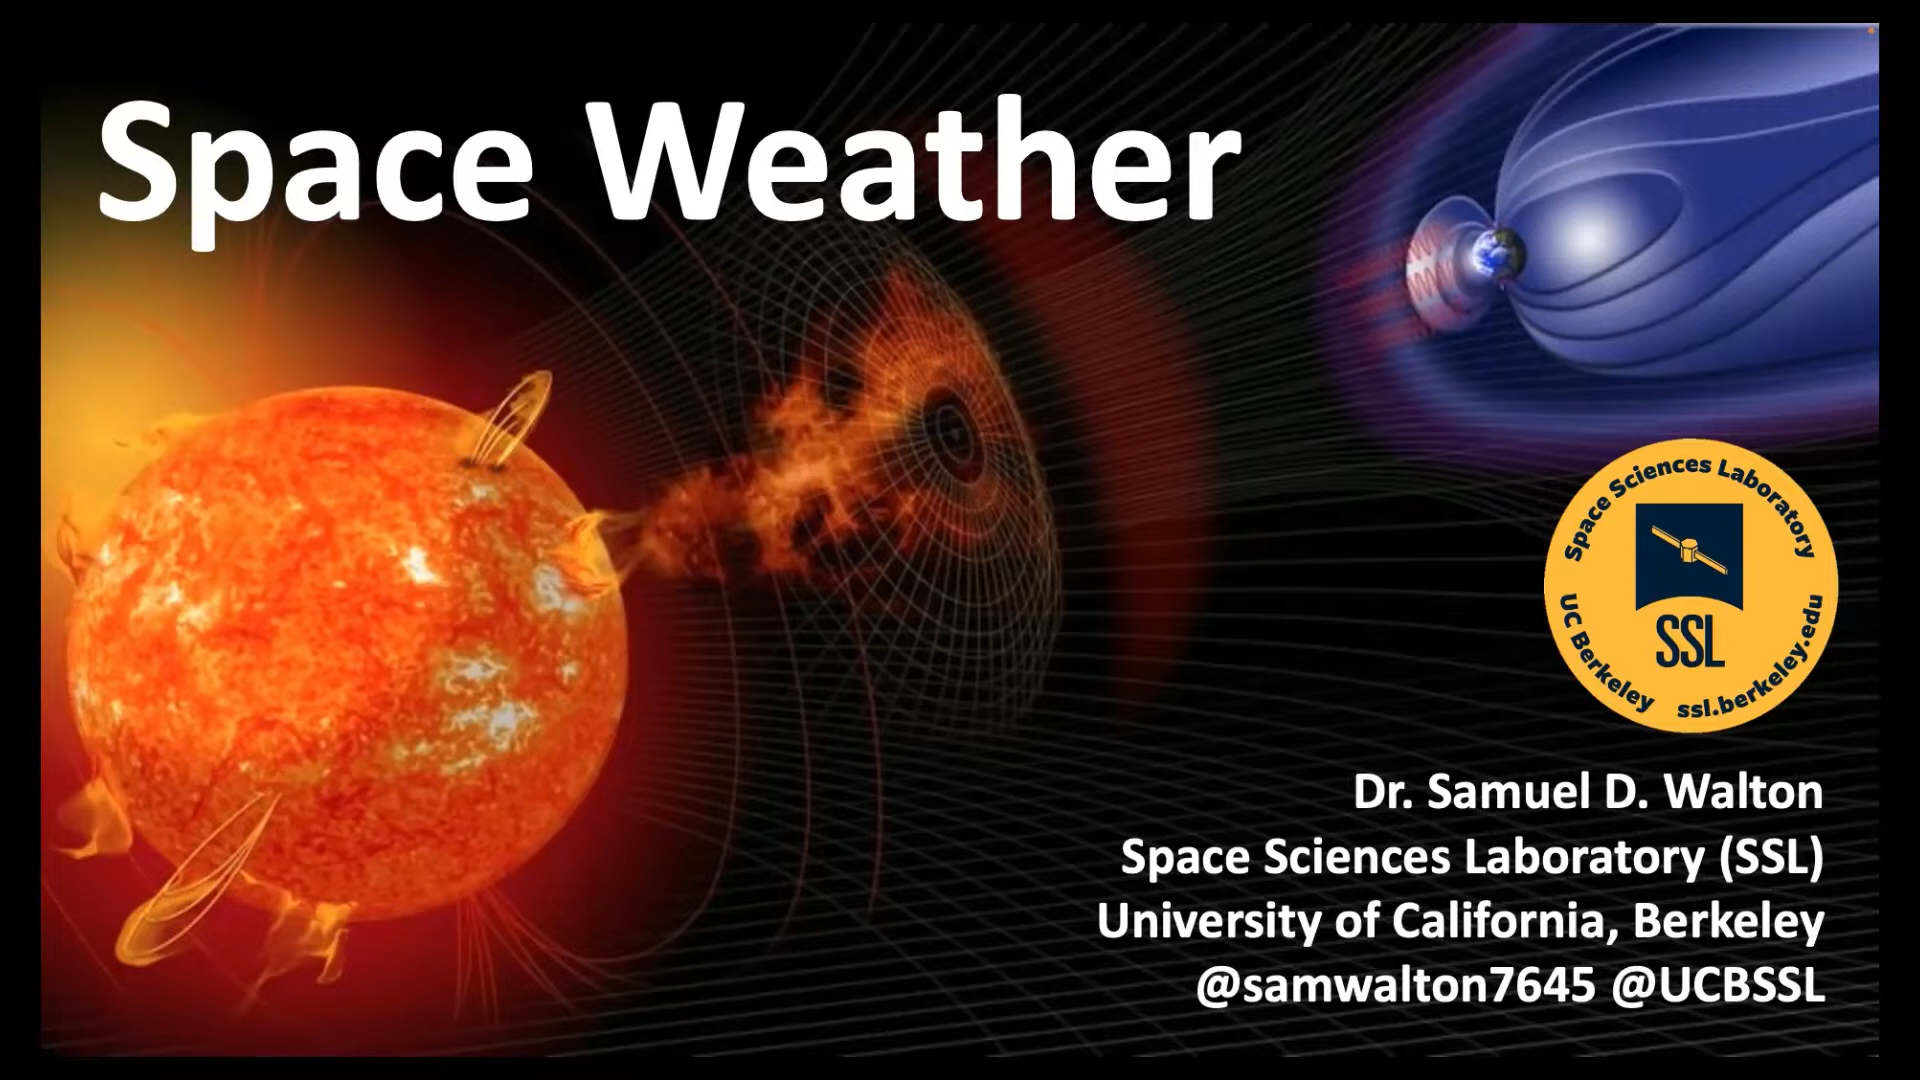 Space Weather
Space Sciences Laboratory
SSL
UC Berkeley
ssl.berkeley.edu
Dr. Samuel D. Walton
Space Sciences Laboratory (SSL)
University of California, Berkeley
@samwalton7645 @UCBSSL